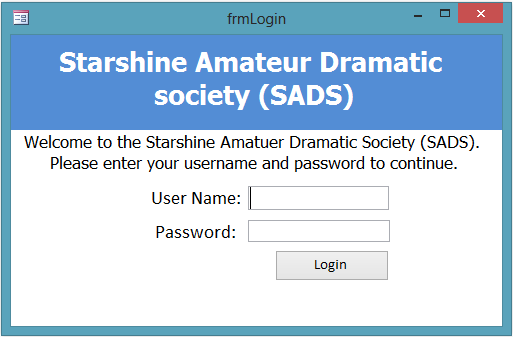 frmLogin
Starshine Amateur Dramatic
society (SADS)
Welcome to the Starshine Amatuer Dramatic Society (SADS).
Please enter your username and password to continue.
User Name:
Password:
Login